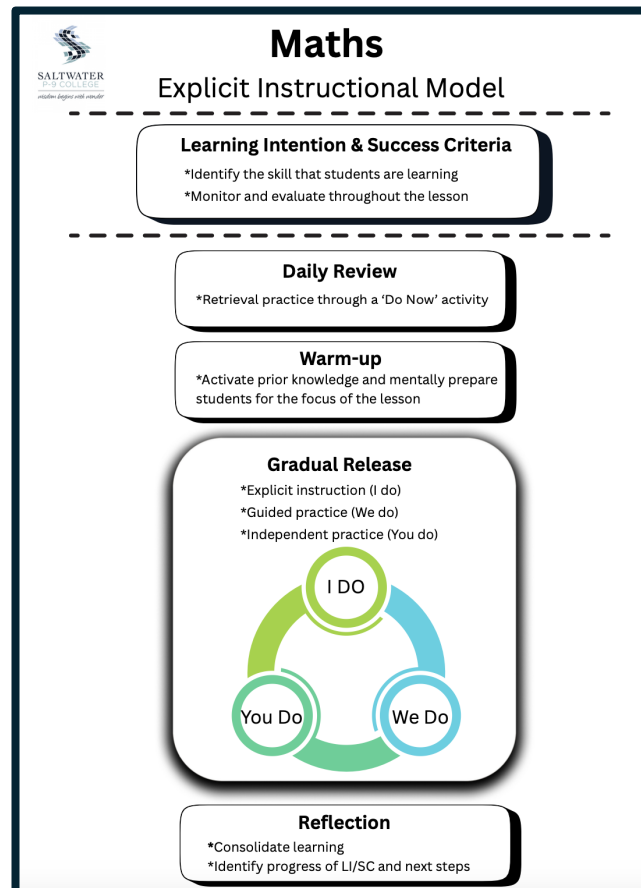 SALTWATER
P-9 COLLEGE
wisdom begins with wonder
Maths
Explicit Instructional Model
Learning Intention & Success Criteria
*Identify the skill that students are learning
*Monitor and evaluate throughout the lesson
Daily Review
*Retrieval practice through a ‘Do Now’ activity
Warm-up
*Activate prior knowledge and mentally prepare
students for the focus of the lesson
Gradual Release
*Explicit instruction (I do)
*Guided practice (We do)
*Independent practice (You do)
I DO
You Do
We Do
Reflection
*Consolidate learning
*Identify progress of LI/SC and next steps